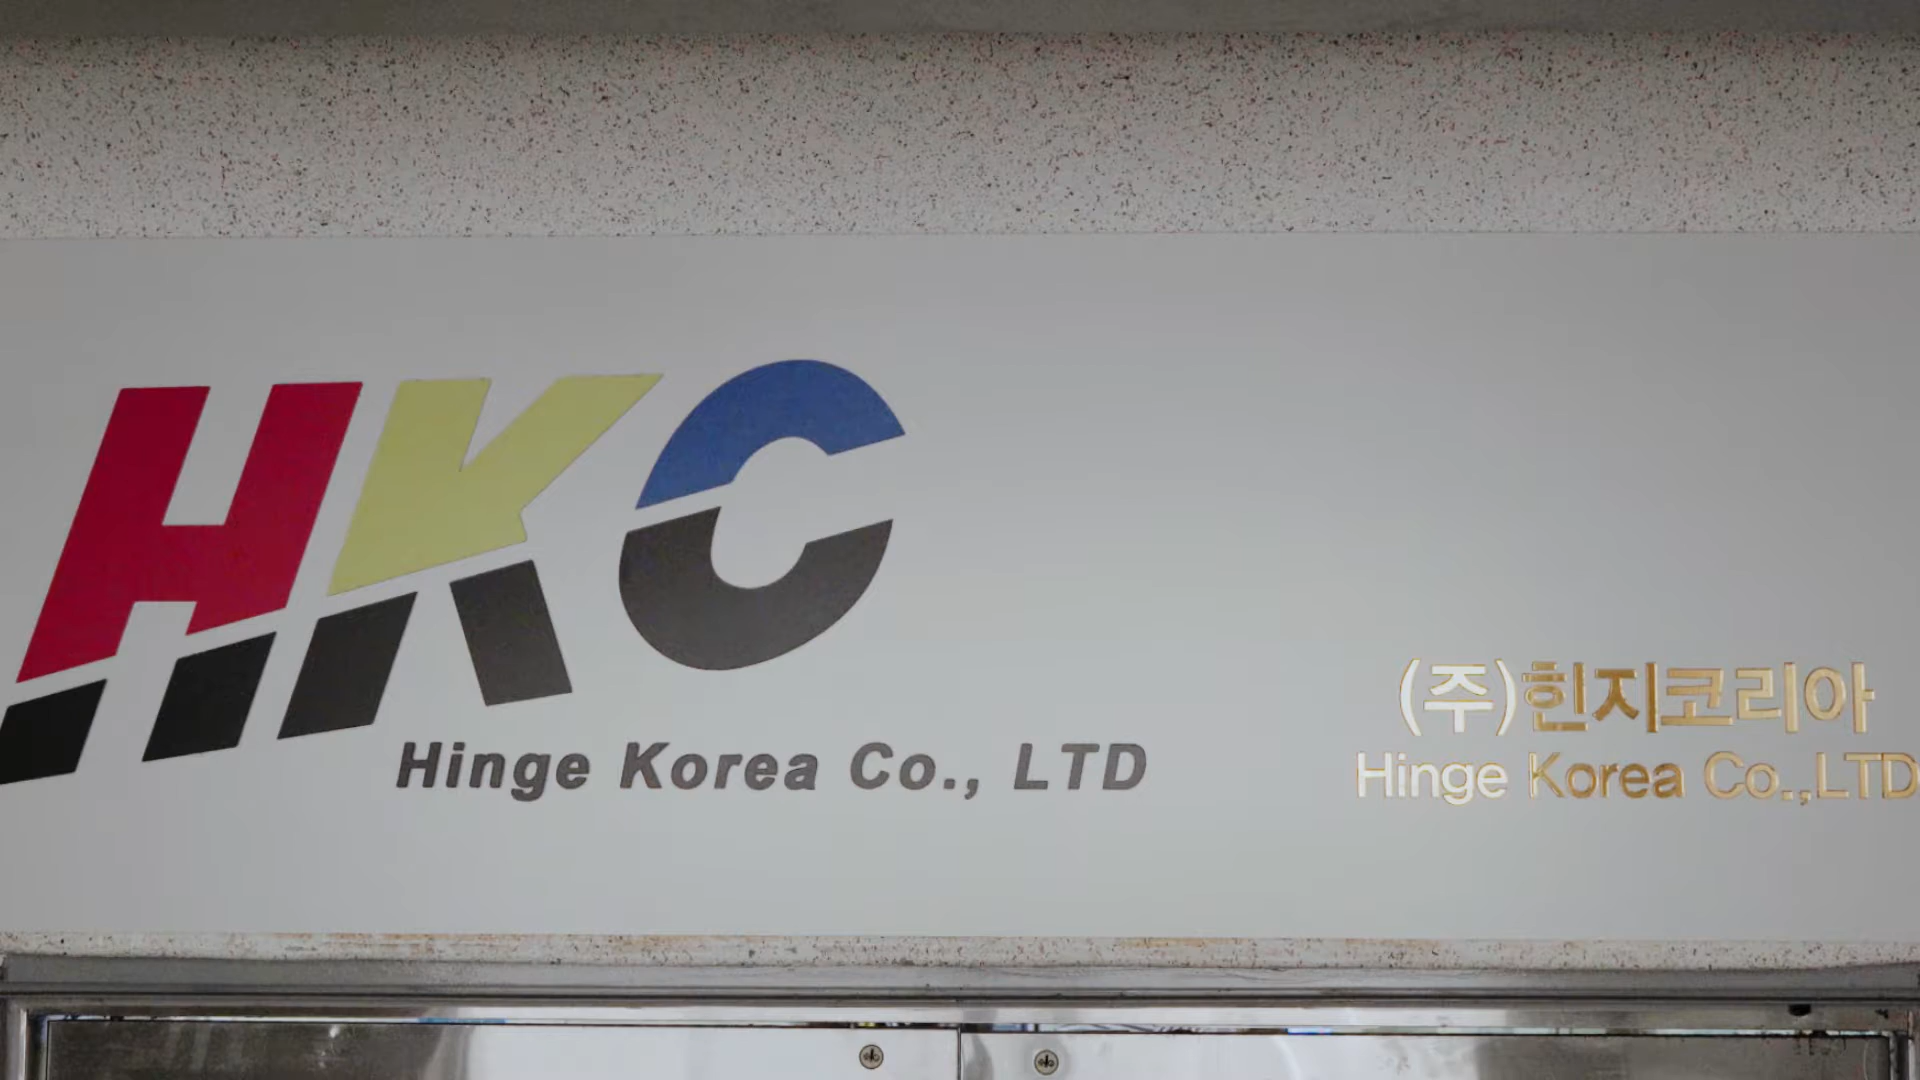 HKC
Hinge Korea Co., LTD
(주)힌지코리아
Hinge Korea Co.,LTD